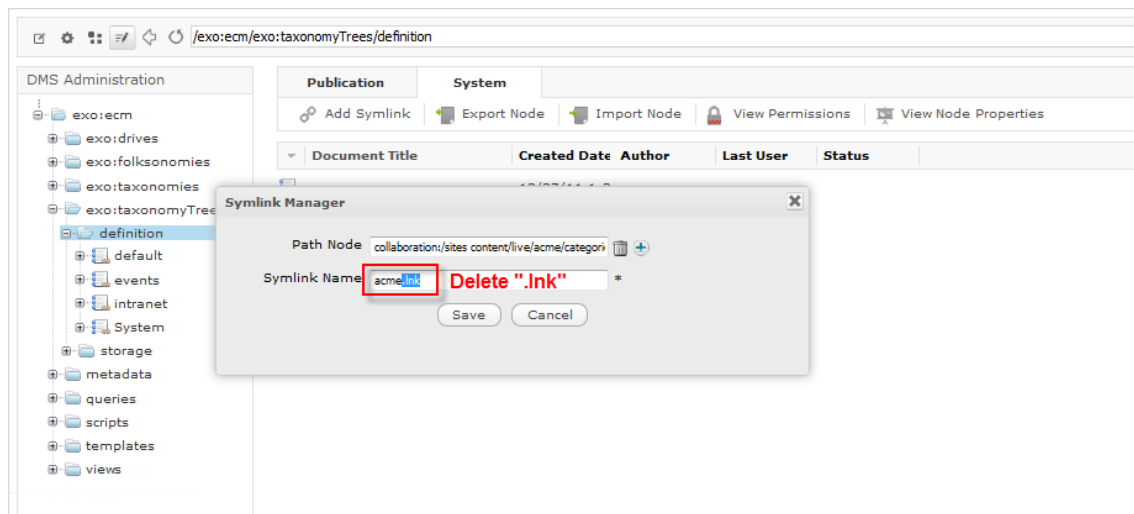 /exo:ecm/exo:taxonomyTrees/definition
DMS Administration
Publication System
Add Symlink Export Node Import Node View Permissions View Node Properties
exo:ecm
exo:drives
exo:folksonomies
exo:taxonomies
exo:taxonomyTree
definition
default
events
intranet
System
storage
metadata
queries
scripts
templates
views
Document Title Created Date Author Last User Status
Symlink Manager
Path Node collaboration:/sites content/live/acme/categori
Symlink Name acme.lnk * Delete ".lnk"
Save Cancel